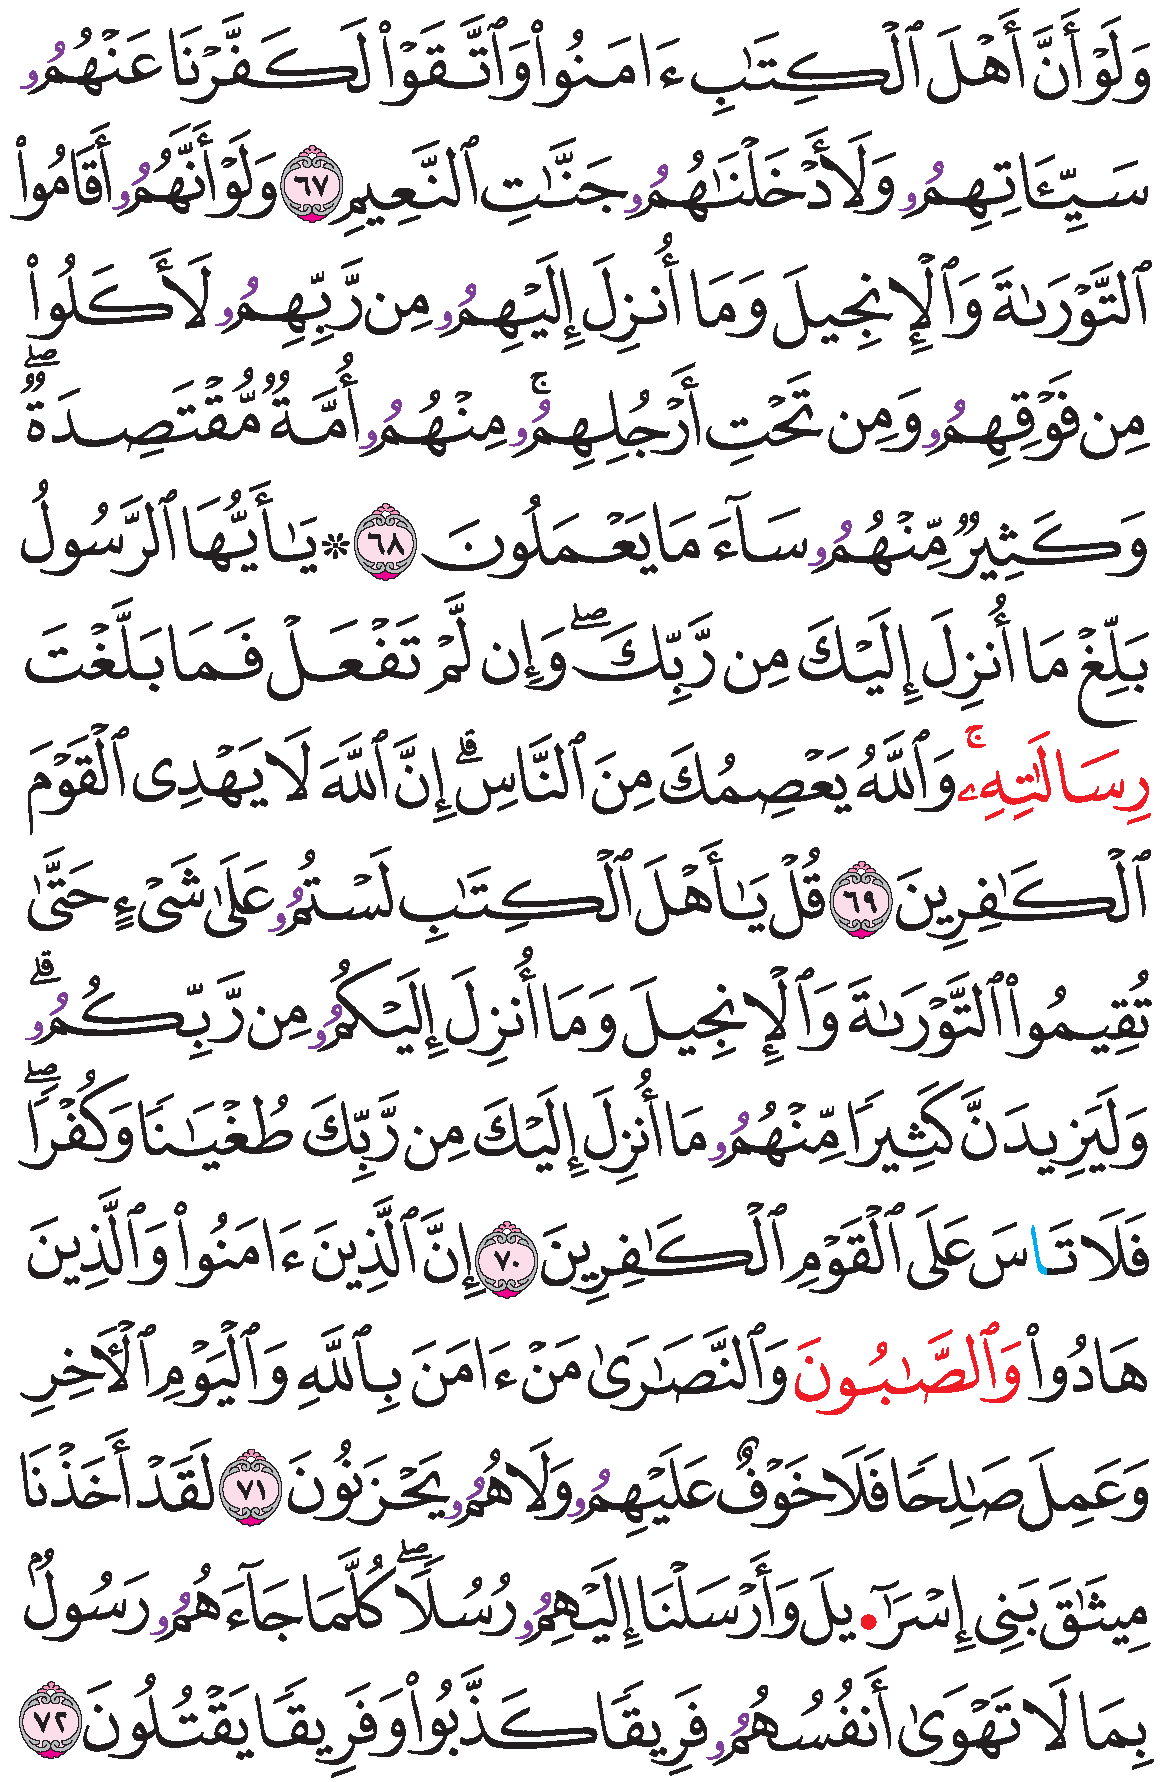 وَلَوْ أَنَّ أَهْلَ ٱلْكِتَٰبِ ءَامَنُوا۟ وَٱتَّقَوْا۟ لَكَفَّرْنَا عَنْهُمُۥ
سَيِّـَٔاتِهِمُۥ وَلَأَدْخَلْنَٰهُمُۥ جَنَّٰتِ ٱلنَّعِيمِ ٦٧ وَلَوْ أَنَّهُمُۥ أَقَامُوا۟
ٱلتَّوْرَىٰةَ وَٱلْإِنجِيلَ وَمَا أُنزِلَ إِلَيْهِمُۥ مِن رَّبِّهِمُۥ لَأَكَلُوا۟
مِن فَوْقِهِمُۥ وَمِن تَحْتِ أَرْجُلِهِمُۥۚ مِنْهُمُۥ أُمَّةٌ مُّقْتَصِدَةٌۖ
وَكَثِيرٌ مِّنْهُمُۥ سَآءَ مَا يَعْمَلُونَ ٦٨ ۞ يَٰأَيُّهَا ٱلرَّسُولُ
بَلِّغْ مَا أُنزِلَ إِلَيْكَ مِن رَّبِّكَۖ وَإِن لَّمْ تَفْعَلْ فَمَا بَلَّغْتَ
رِسَالَٰتِهِۦۚ وَٱللَّهُ يَعْصِمُكَ مِنَ ٱلنَّاسِۗ إِنَّ ٱللَّهَ لَا يَهْدِى ٱلْقَوْمَ
ٱلْكَٰفِرِينَ ٦٩ قُلْ يَٰأَهْلَ ٱلْكِتَٰبِ لَسْتُمُۥ عَلَىٰ شَىْءٍ حَتَّىٰ
تُقِيمُوا۟ ٱلتَّوْرَىٰةَ وَٱلْإِنجِيلَ وَمَا أُنزِلَ إِلَيْكُمُۥ مِن رَّبِّكُمُۥۗ
وَلَيَزِيدَنَّ كَثِيرًا مِّنْهُمُۥ مَا أُنزِلَ إِلَيْكَ مِن رَّبِّكَ طُغْيَٰنًا وَكُفْرًاۖ
فَلَا تَاسَ عَلَى ٱلْقَوْمِ ٱلْكَٰفِرِينَ ٧٠ إِنَّ ٱلَّذِينَ ءَامَنُوا۟ وَٱلَّذِينَ
هَادُوا۟ وَٱلصَّٰبُونَ وَٱلنَّصَٰرَىٰ مَنْ ءَامَنَ بِٱللَّهِ وَٱلْيَوْمِ ٱلْأَخِرِ
وَعَمِلَ صَٰلِحًا فَلَا خَوْفٌ عَلَيْهِمُۥ وَلَا هُمُۥ يَحْزَنُونَ ٧١ لَقَدْ أَخَذْنَا
مِيثَٰقَ بَنِى إِسْرَآ•يلَ وَأَرْسَلْنَا إِلَيْهِمُۥ رُسُلًاۖ كُلَّمَا جَآءَهُمُۥ رَسُولٌۢ
بِمَا لَا تَهْوَىٰ أَنفُسُهُمُۥ فَرِيقًا كَذَّبُوا۟ وَفَرِيقًا يَقْتُلُونَ ٧٢